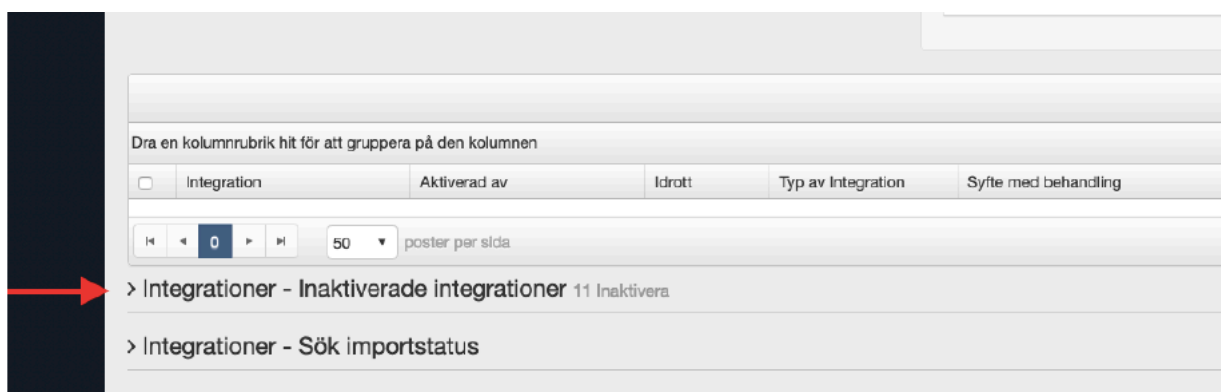 Dra en kolumnrubrik hit för att gruppera på den kolumnen
Integration Aktiverad av Idrott Typ av Integration Syfte med behandling
0 50 poster per sida
> Integrationer - Inaktiverade integrationer 11 Inaktivera
> Integrationer - Sök importstatus